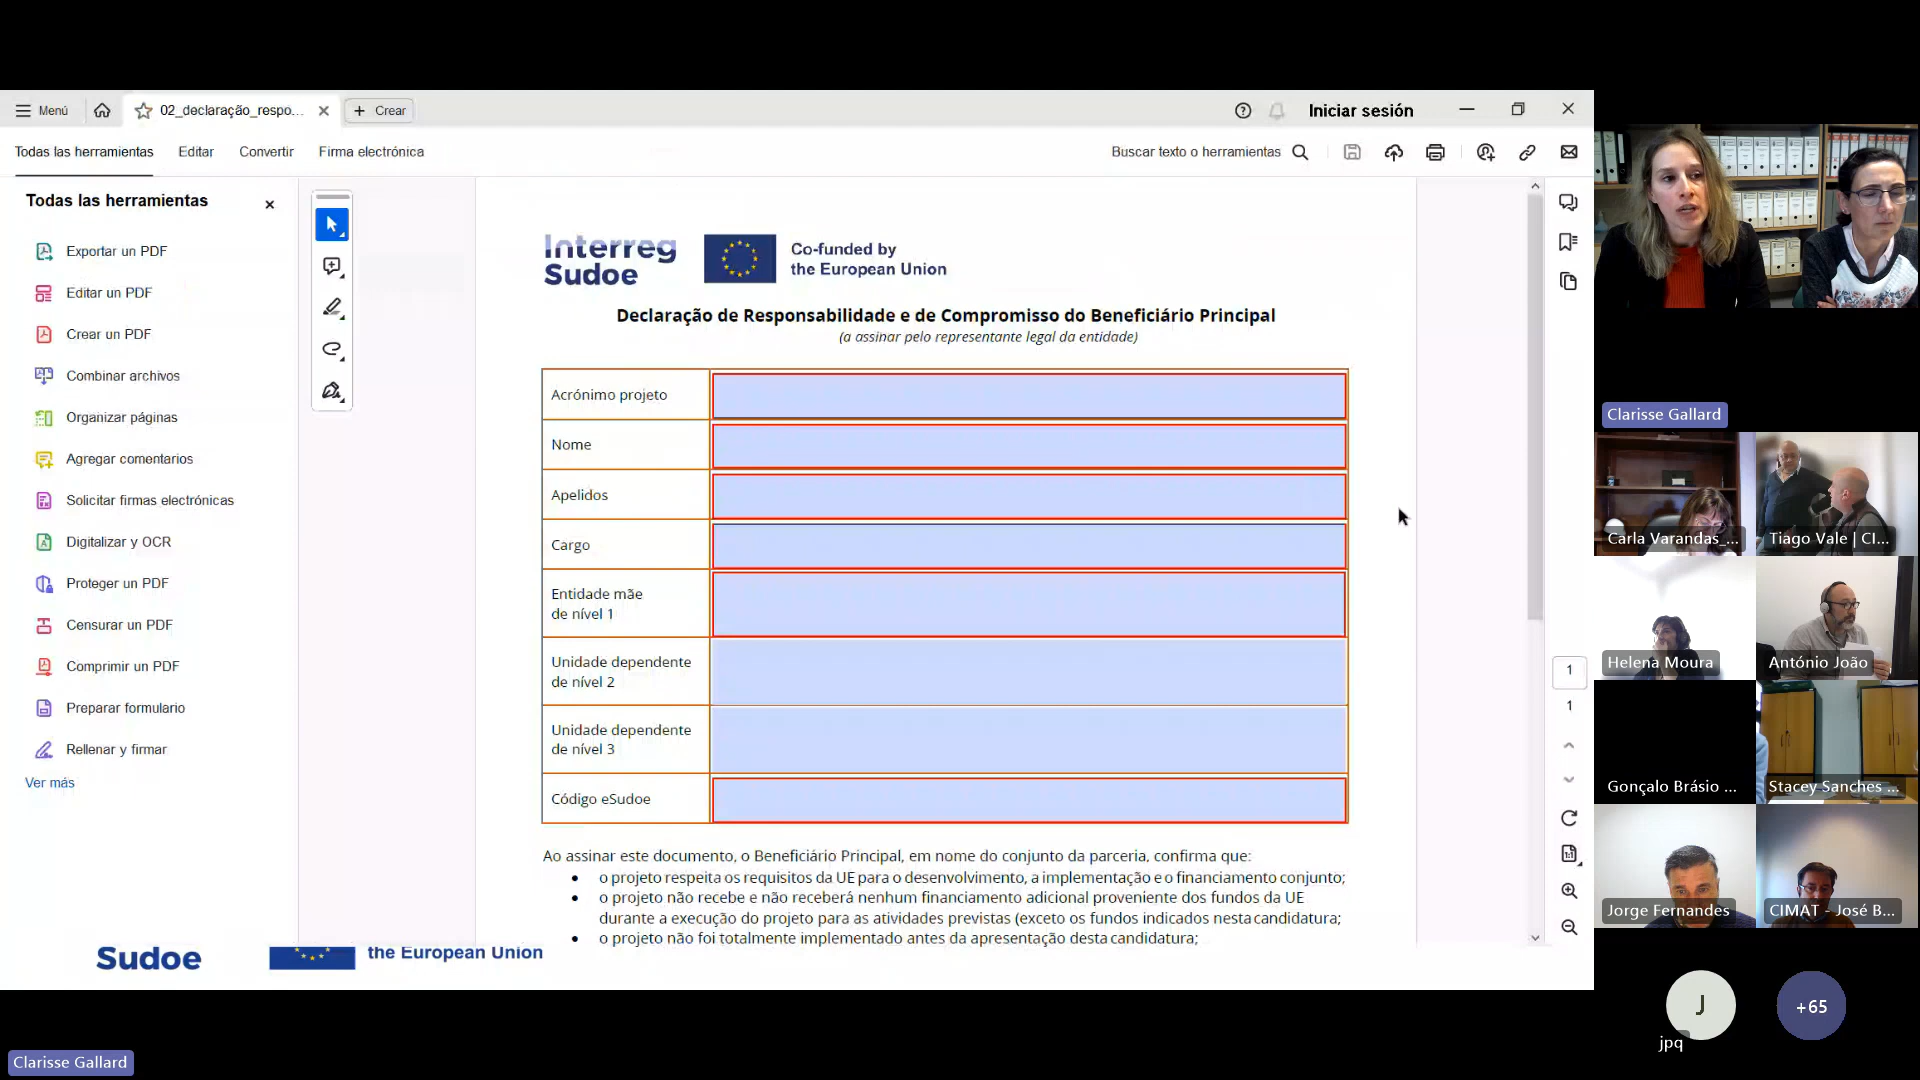 Menú
02_declaração_respo...
Crear
Iniciar sesión
Todas las herramientas
Editar
Convertir
Firma electrónica
Buscar texto o herramientas
Todas las herramientas
Exportar un PDF
Editar un PDF
Crear un PDF
Combinar archivos
Organizar páginas
Agregar comentarios
Solicitar firmas electrónicas
Digitalizar y OCR
Proteger un PDF
Censurar un PDF
Comprimir un PDF
Preparar formulario
Rellenar y firmar
Ver más
Interreg
Sudoe
Co-funded by
the European Union
Declaração de Responsabilidade e de Compromisso do Beneficiário Principal
(a assinar pelo representante legal da entidade)
Acrónimo projeto
Nome
Apelidos
Cargo
Entidade mãe
de nível 1
Unidade dependente
de nível 2
Unidade dependente
de nível 3
Código eSudoe
Ao assinar este documento, o Beneficiário Principal, em nome do conjunto da parceria, confirma que:
• o projeto respeita os requisitos da UE para o desenvolvimento, a implementação e o financiamento conjunto;
• o projeto não recebe e não receberá nenhum financiamento adicional proveniente dos fundos da UE
durante a execução do projeto para as atividades previstas (exceto os fundos indicados nesta candidatura;
• o projeto não foi totalmente implementado antes da apresentação desta candidatura;
Sudoe
the European Union
1
1
Clarisse Gallard
Carla Varandas_...
Tiago Vale | CI...
Helena Moura
António João
Gonçalo Brásio ...
Stacey Sanches ...
Jorge Fernandes
CIMAT - José B...
J
jpq
+65
Clarisse Gallard